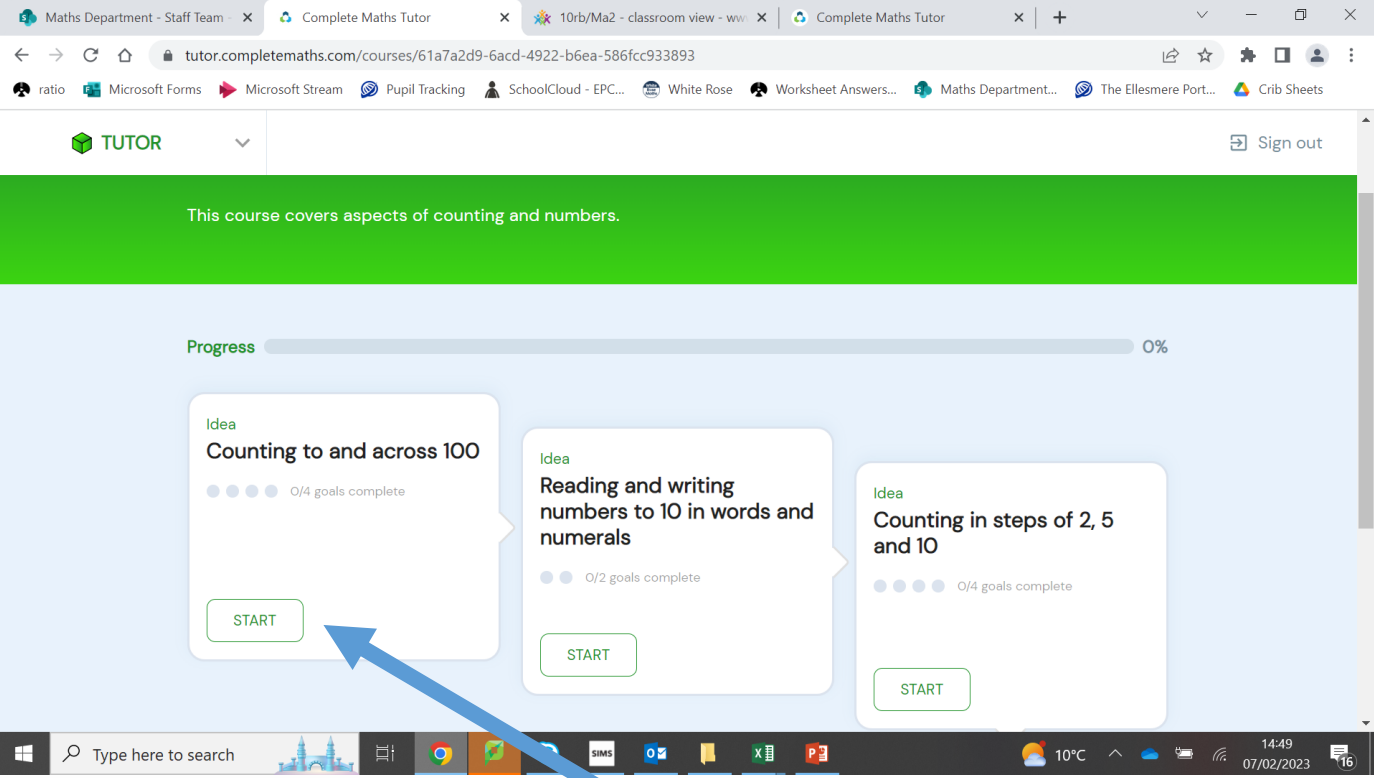 Maths Department - Staff Team -
Complete Maths Tutor
10rb/Ma2 - classroom view - ww
Complete Maths Tutor
tutor.completemaths.com/courses/61a7a2d9-6acd-4922-b6ea-586fcc933893
ratio
Microsoft Forms
Microsoft Stream
Pupil Tracking
SchoolCloud - EPC...
White Rose
Worksheet Answers...
Maths Department...
The Ellesmere Port...
Crib Sheets
TUTOR
Sign out
This course covers aspects of counting and numbers.
Progress
0%
Idea
Counting to and across 100
0/4 goals complete
START
Idea
Reading and writing
numbers to 10 in words and
numerals
0/2 goals complete
START
Idea
Counting in steps of 2, 5
and 10
0/4 goals complete
START
Type here to search
SIMS
10°C
14:49
07/02/2023
16